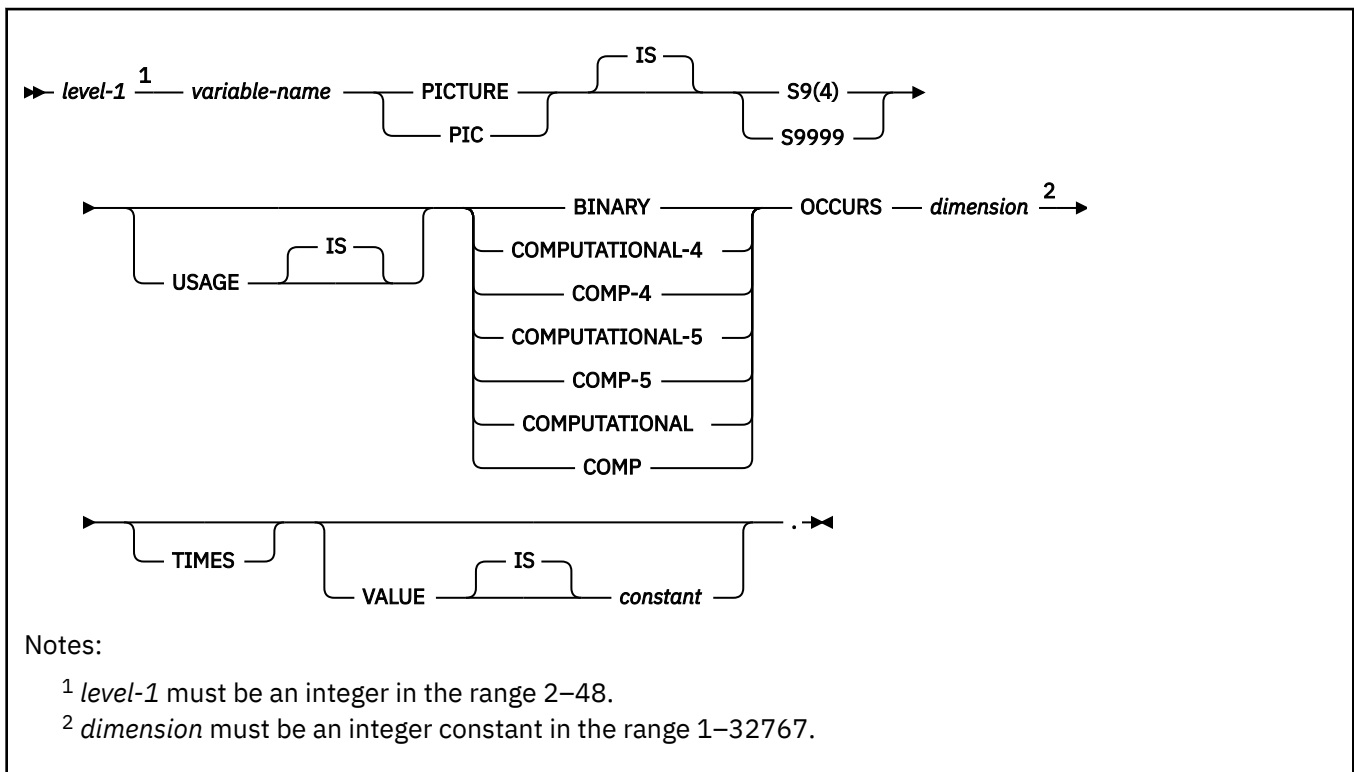 IS
level-1 1 variable-name PICTURE S9(4)
PIC S9999
BINARY OCCURS dimension 2
IS COMPUTATIONAL-4
USAGE COMP-4
COMPUTATIONAL-5
COMP-5
COMPUTATIONAL
COMP
.
TIMES IS
VALUE constant
Notes:
1 level-1 must be an integer in the range 2–48.
2 dimension must be an integer constant in the range 1–32767.